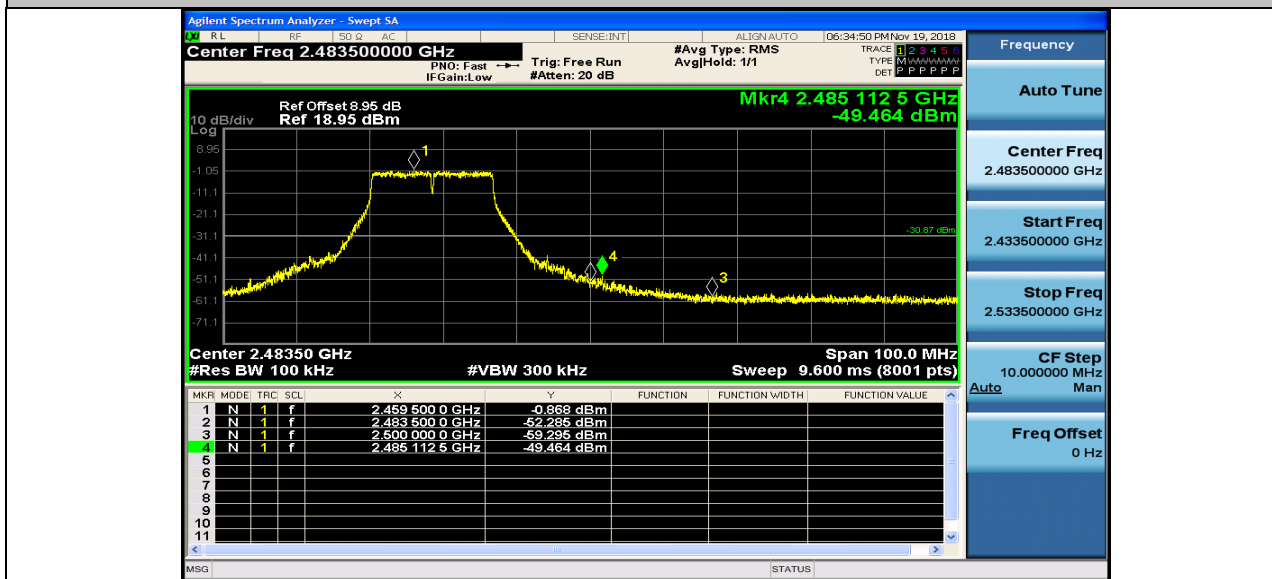 Agilent Spectrum Analyzer - Swept SA
LXI RL RF 50 Ω AC SENSE:INT ALIGN AUTO 06:34:50 PM Nov 19, 2018
Center Freq 2.483500000 GHz
PNO: Fast
IFGain:Low
Trig: Free Run
#Atten: 20 dB
#Avg Type: RMS
Avg|Hold: 1/1
TRACE 1 2 3 4 5 6
TYPE M
DET P P P P P P
Frequency
Auto Tune
Center Freq
2.483500000 GHz
Start Freq
2.433500000 GHz
Stop Freq
2.533500000 GHz
CF Step
10.000000 MHz
Auto Man
Freq Offset
0 Hz
Mkr4 2.485 112 5 GHz
-49.464 dBm
Ref Offset 8.95 dB
10 dB/div Ref 18.95 dBm
Log
8.95
-1.05
-11.1
-21.1
-31.1
-41.1
-51.1
-61.1
-71.1
1
4
3
-30.87 dBm
Center 2.48350 GHz Span 100.0 MHz
#Res BW 100 kHz #VBW 300 kHz Sweep 9.600 ms (8001 pts)
MKR MODE TRC SCL X Y FUNCTION FUNCTION WIDTH FUNCTION VALUE
1 N 1 f 2.459 500 0 GHz -0.868 dBm
2 N 1 f 2.483 500 0 GHz -52.285 dBm
3 N 1 f 2.500 000 0 GHz -59.295 dBm
4 N 1 f 2.485 112 5 GHz -49.464 dBm
5
6
7
8
9
10
11
MSG STATUS